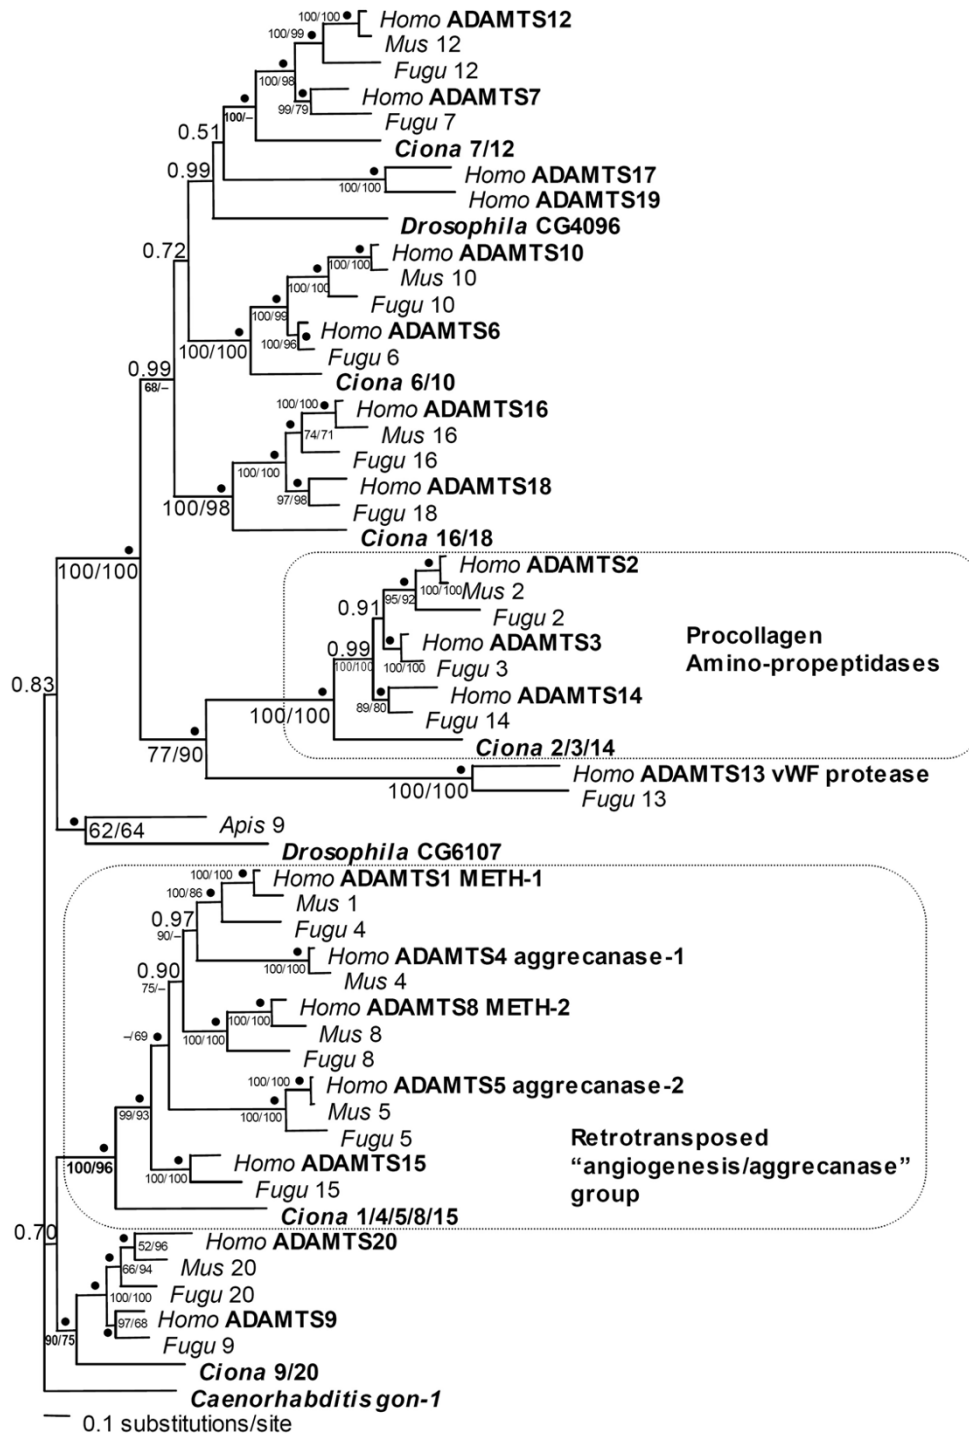 100/100
Homo ADAMTS12
100/99
Mus 12
100/98
Fugu 12
Homo ADAMTS7
99/79
100/–
Fugu 7
0.51
Ciona 7/12
0.99
Homo ADAMTS17
100/100
Homo ADAMTS19
Drosophila CG4096
0.72
Homo ADAMTS10
100/100
Mus 10
100/100
Fugu 10
100/99
Homo ADAMTS6
100/96
100/100
Fugu 6
0.99
Ciona 6/10
68/–
100/100
Homo ADAMTS16
74/71
Mus 16
Fugu 16
100/100
Homo ADAMTS18
97/98
100/98
Fugu 18
Ciona 16/18
100/100
Homo ADAMTS2
100/100
Mus 2
95/92
0.91
Fugu 2
Homo ADAMTS3
Procollagen
Amino-propeptidases
0.99
100/100
100/100
Fugu 3
0.83
Homo ADAMTS14
89/80
100/100
Fugu 14
77/90
Ciona 2/3/14
Homo ADAMTS13 vWF protease
100/100
Fugu 13
62/64
Apis 9
Drosophila CG6107
100/100
Homo ADAMTS1 METH-1
100/86
Mus 1
0.97
90/–
Fugu 4
Homo ADAMTS4 aggrecanase-1
0.90
100/100
Mus 4
75/–
Homo ADAMTS8 METH-2
100/100
–/69
100/100
Mus 8
Fugu 8
100/100
Homo ADAMTS5 aggrecanase-2
99/93
100/100
Mus 5
Fugu 5
Retrotransposed
“angiogenesis/aggrecanase”
group
100/96
Homo ADAMTS15
100/100
Fugu 15
Ciona 1/4/5/8/15
0.70
Homo ADAMTS20
52/96
66/94
Mus 20
100/100
Fugu 20
97/68
Homo ADAMTS9
90/75
Fugu 9
Ciona 9/20
Caenorhabditis gon-1
0.1 substitutions/site